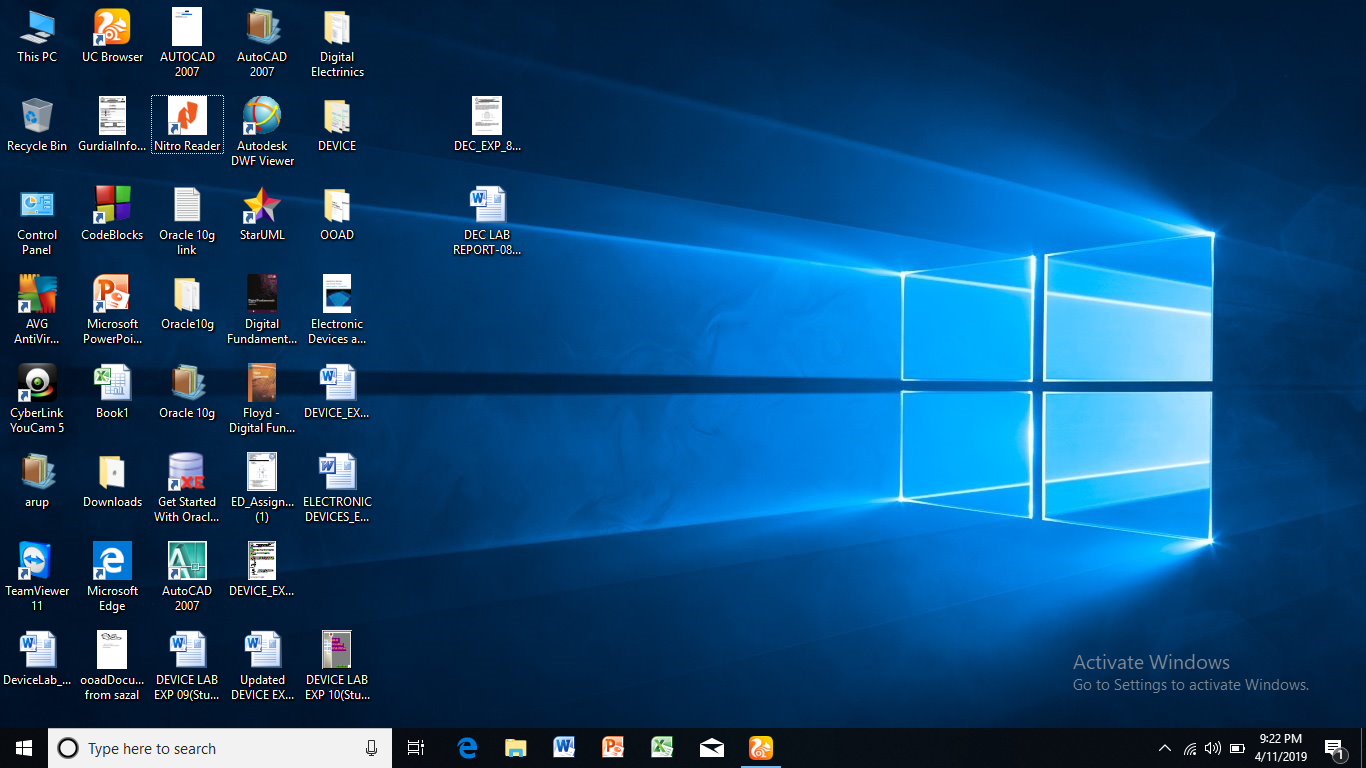 This PC
UC Browser
AUTOCAD
2007
AutoCAD
2007
Digital
Electrinics
Recycle Bin
GurdialInfo...
Nitro Reader
Autodesk
DWF Viewer
DEVICE
DEC_EXP_8...
Control
Panel
CodeBlocks
Oracle 10g
link
StarUML
OOAD
DEC LAB
REPORT-08...
AVG
AntiVir...
Microsoft
PowerPoi...
Oracle10g
Digital
Fundament...
Electronic
Devices a...
CyberLink
YouCam 5
Book1
Oracle 10g
Floyd -
Digital Fun...
DEVICE_EX...
arup
Downloads
Get Started
With Oracl...
ED_Assign...
(1)
ELECTRONIC
DEVICES_E...
TeamViewer
11
Microsoft
Edge
AutoCAD
2007
DEVICE_EX...
DeviceLab_...
ooadDocu...
from sazal
DEVICE LAB
EXP 09(Stu...
Updated
DEVICE EX...
DEVICE LAB
EXP 10(Stu...
Activate Windows
Go to Settings to activate Windows.
Type here to search
9:22 PM
4/11/2019
1